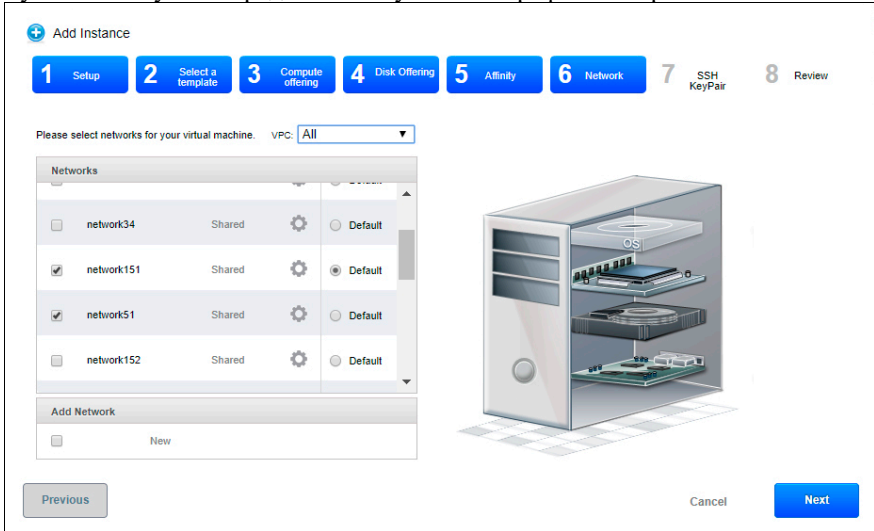 Add Instance
1 Setup 2 Select a template 3 Compute offering 4 Disk Offering 5 Affinity 6 Network 7 SSH KeyPair 8 Review
Please select networks for your virtual machine. VPC: All
Networks
network34 Shared Default
network151 Shared Default
OS
network51 Shared Default
network152 Shared Default
Add Network
New
Previous Cancel Next